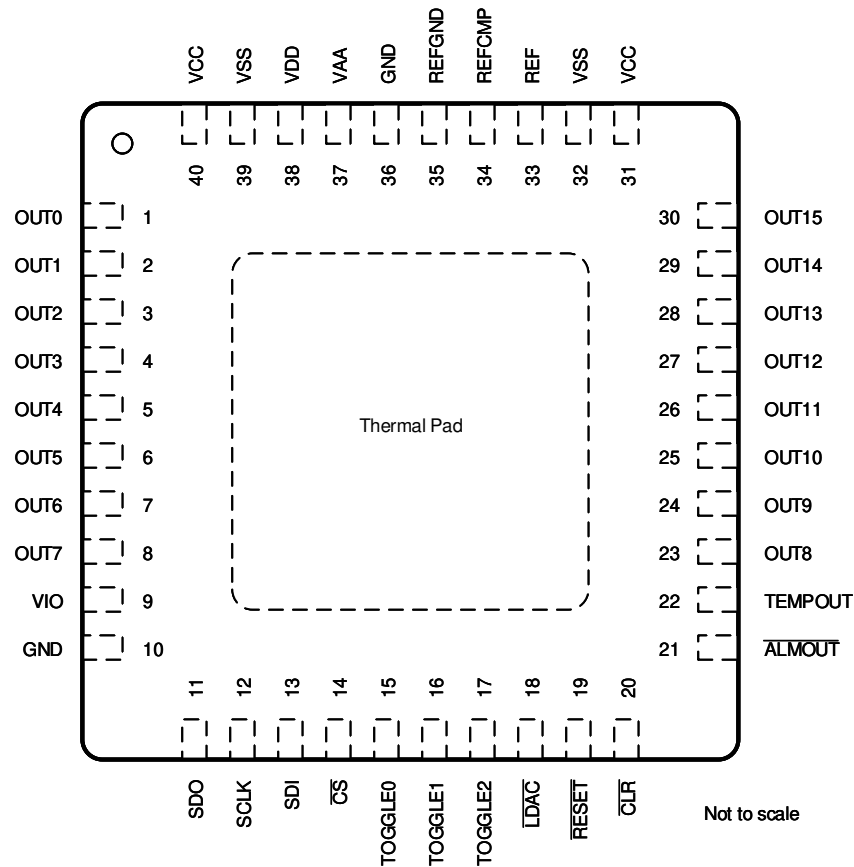 VCC VSS VDD VAA GND REFGND REFCMP REF VSS VCC
40 39 38 37 36 35 34 33 32 31
OUT0 1 30 OUT15
OUT1 2 29 OUT14
OUT2 3 28 OUT13
OUT3 4 27 OUT12
OUT4 5 26 OUT11
Thermal Pad
OUT5 6 25 OUT10
OUT6 7 24 OUT9
OUT7 8 23 OUT8
VIO 9 22 TEMPOUT
GND 10 21 ALMOUT
11 12 13 14 15 16 17 18 19 20
SDO SCLK SDI CS TOGGLE0 TOGGLE1 TOGGLE2 LDAC RESET CLR
Not to scale